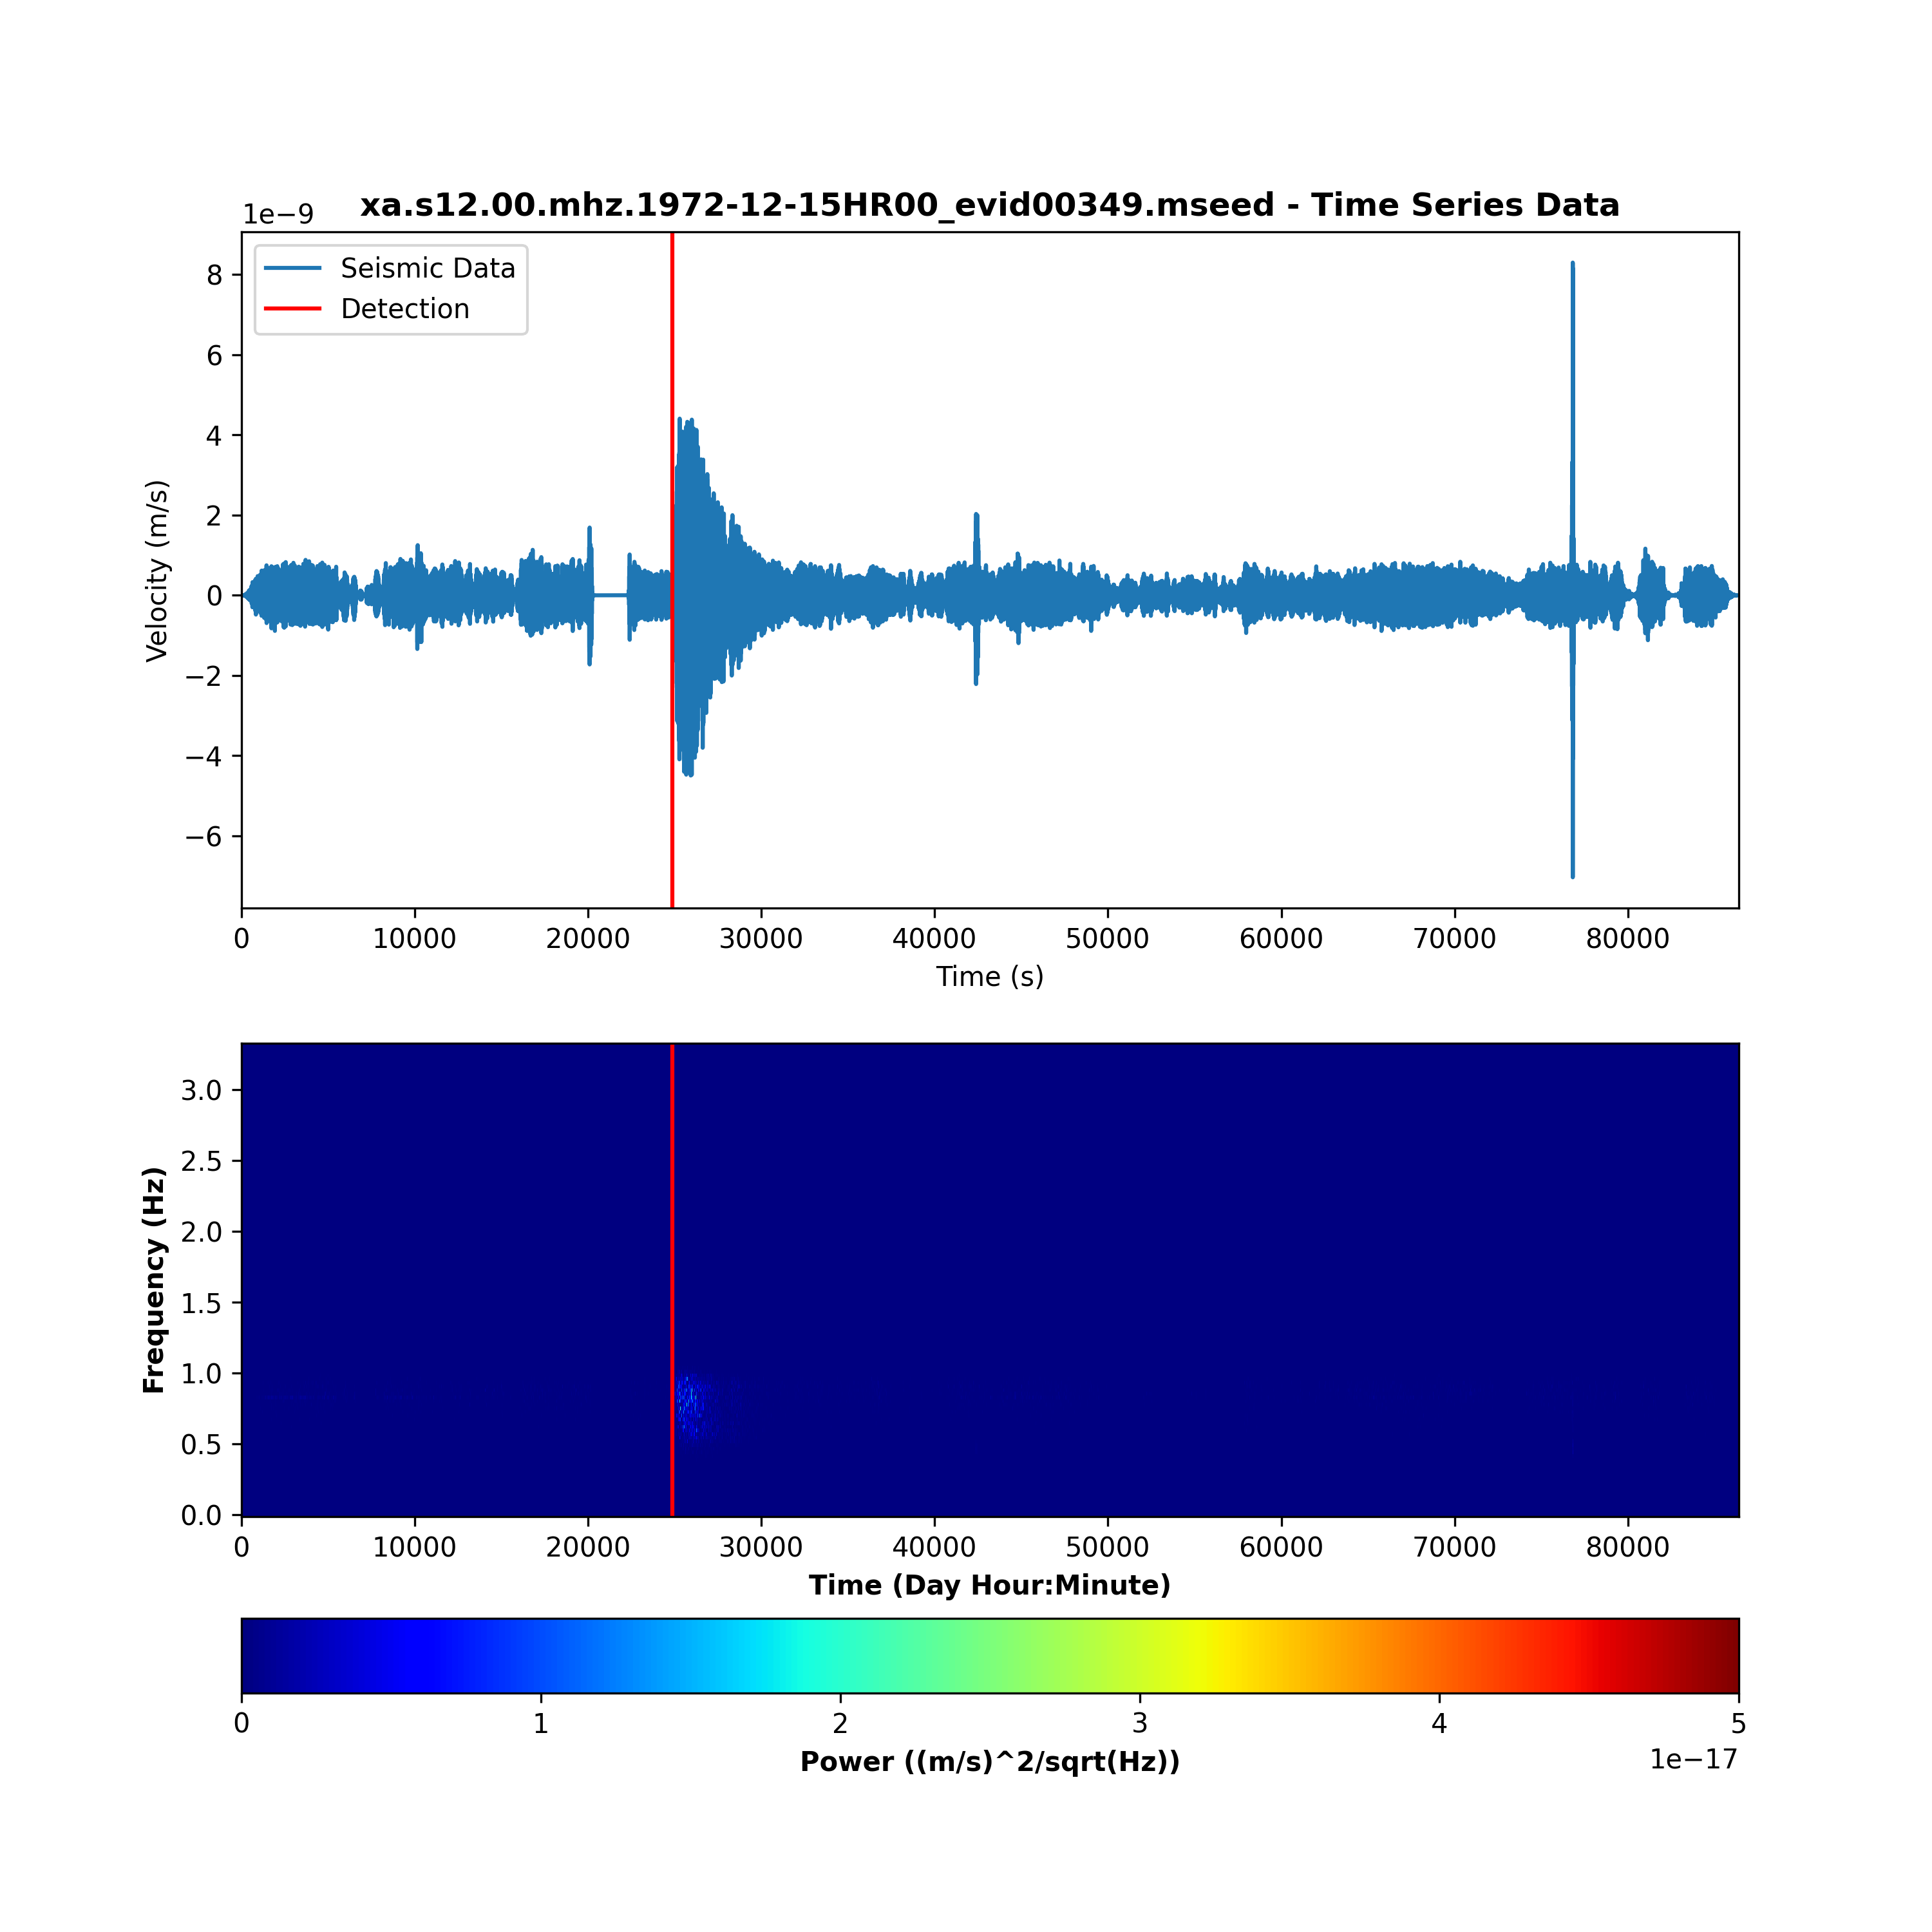 xa.s12.00.mhz.1972-12-15HR00_evid00349.mseed - Time Series Data
1e−9
Seismic Data
Detection
8
6
4
2
0
−2
−4
−6
Velocity (m/s)
0 10000 20000 30000 40000 50000 60000 70000 80000
Time (s)
3.0
2.5
2.0
1.5
1.0
0.5
0.0
Frequency (Hz)
0 10000 20000 30000 40000 50000 60000 70000 80000
Time (Day Hour:Minute)
0 1 2 3 4 5
Power ((m/s)^2/sqrt(Hz))
1e−17